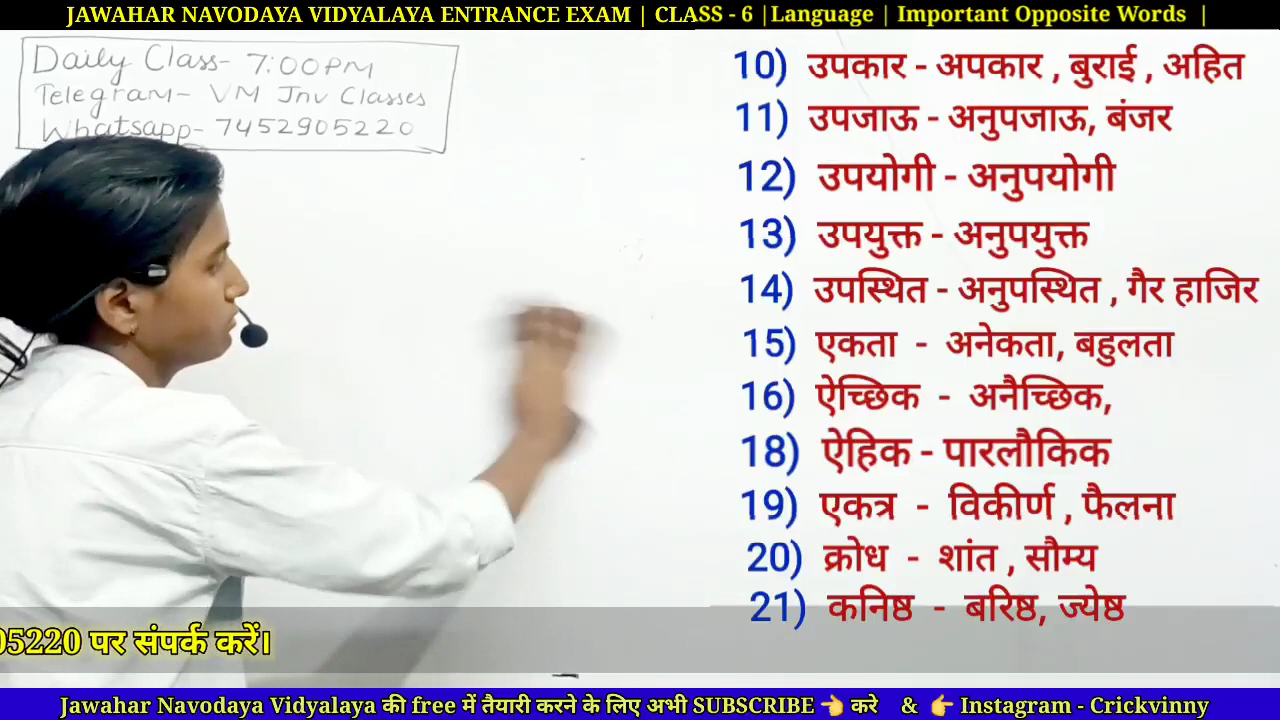 JAWAHAR NAVODAYA VIDYALAYA ENTRANCE EXAM | CLASS - 6 |Language | Important Opposite Words |
Daily Class- 7:00PM
Telegram- VM Jnv Classes
Whatsapp- 7452905220
10) उपकार - अपकार , बुराई , अहित
11) उपजाऊ - अनुपजाऊ, बंजर
12) उपयोगी - अनुपयोगी
13) उपयुक्त - अनुपयुक्त
14) उपस्थित - अनुपस्थित , गैर हाजिर
15) एकता - अनेकता, बहुलता
16) ऐच्छिक - अनैच्छिक,
18) ऐहिक - पारलौकिक
19) एकत्र - विकीर्ण , फैलना
20) क्रोध - शांत , सौम्य
21) कनिष्ठ - बरिष्ठ, ज्येष्ठ
05220 पर संपर्क करें।
Jawahar Navodaya Vidyalaya की free में तैयारी करने के लिए अभी SUBSCRIBE 👈 करे & 👉 Instagram - Crickvinny